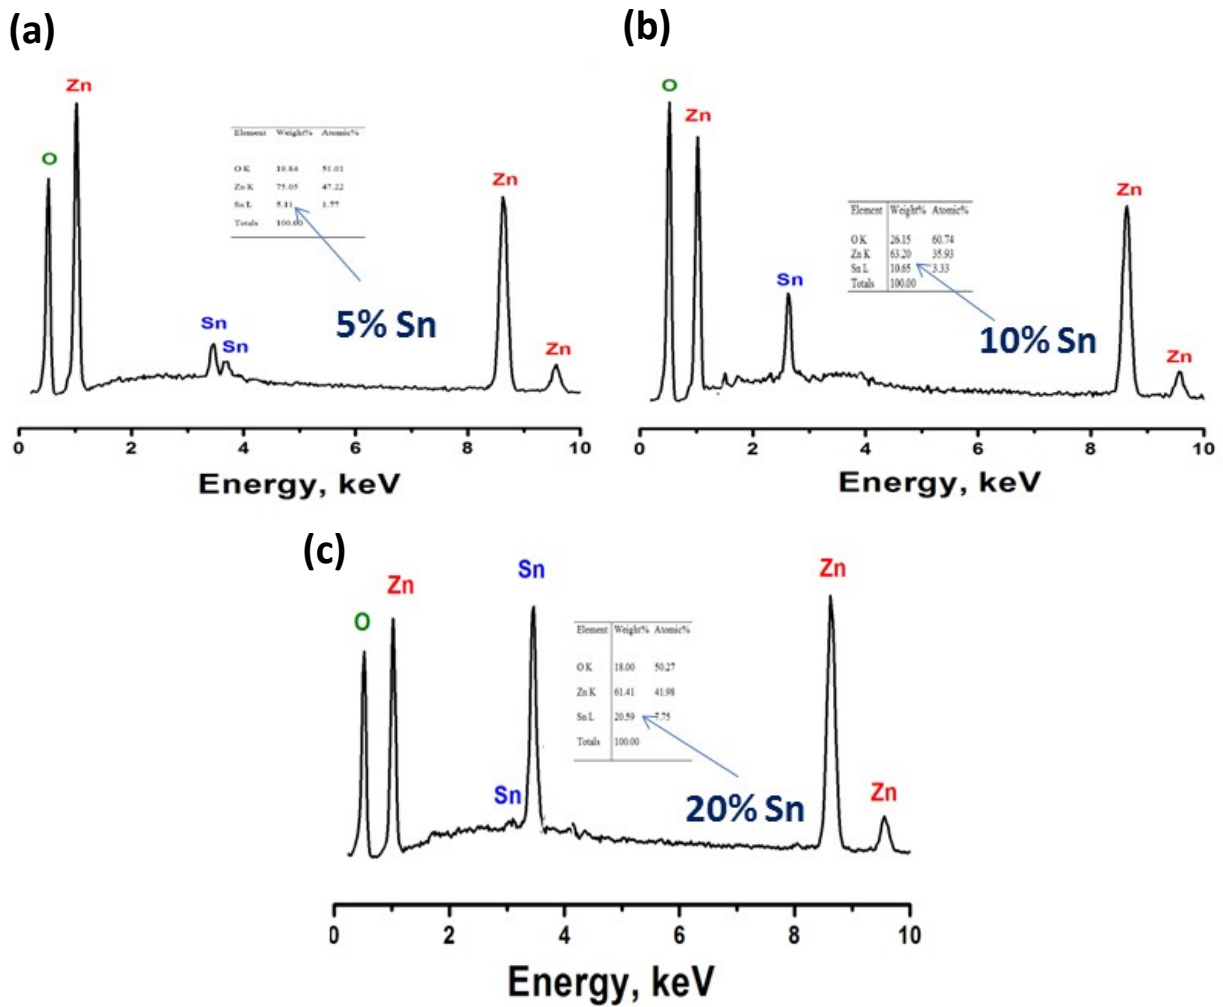 (a)
Zn
O
Element Weight% Atomic%
O K 19.84 51.01
Zn K 75.05 47.22
Sn L 5.11 1.77
Totals 100.00
Zn
Sn
Sn
5% Sn
Zn
0 2 4 6 8 10
Energy, keV
(b)
O
Zn
Zn
Element Weight% Atomic%
O K 26.15 60.74
Zn K 63.20 35.93
Sn L 10.65 3.33
Totals 100.00
Sn
10% Sn
Zn
0 2 4 6 8 10
Energy, keV
(c)
Sn
Zn
Zn
O
Element Weight% Atomic%
O K 18.00 50.27
Zn K 61.41 41.98
Sn L 20.59 7.75
Totals 100.00
Sn
20% Sn
Zn
0 2 4 6 8 10
Energy, keV